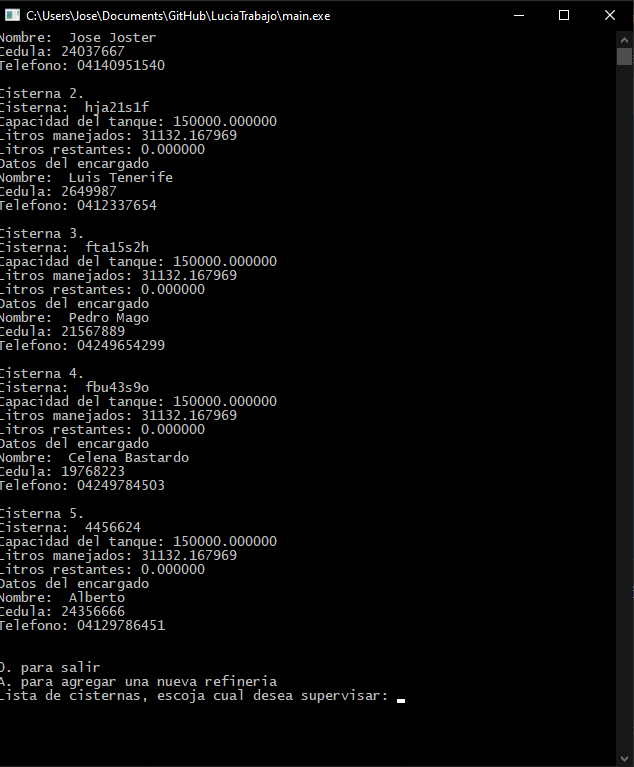 C:\Users\Jose\Documents\GitHub\LuciaTrabajo\main.exe
Nombre:  Jose Joster
Cedula: 24037667
Telefono: 04140951540
Cisterna 2.
Cisterna:  hja21s1f
Capacidad del tanque: 150000.000000
Litros manejados: 31132.167969
Litros restantes: 0.000000
Datos del encargado
Nombre:  Luis Tenerife
Cedula: 2649987
Telefono: 0412337654
Cisterna 3.
Cisterna:  fta15s2h
Capacidad del tanque: 150000.000000
Litros manejados: 31132.167969
Litros restantes: 0.000000
Datos del encargado
Nombre:  Pedro Mago
Cedula: 21567889
Telefono: 04249654299
Cisterna 4.
Cisterna:  fbu43s9o
Capacidad del tanque: 150000.000000
Litros manejados: 31132.167969
Litros restantes: 0.000000
Datos del encargado
Nombre:  Celena Bastardo
Cedula: 19768223
Telefono: 04249784503
Cisterna 5.
Cisterna:  4456624
Capacidad del tanque: 150000.000000
Litros manejados: 31132.167969
Litros restantes: 0.000000
Datos del encargado
Nombre:  Alberto
Cedula: 24356666
Telefono: 04129786451
0. para salir
A. para agregar una nueva refineria
Lista de cisternas, escoja cual desea supervisar: